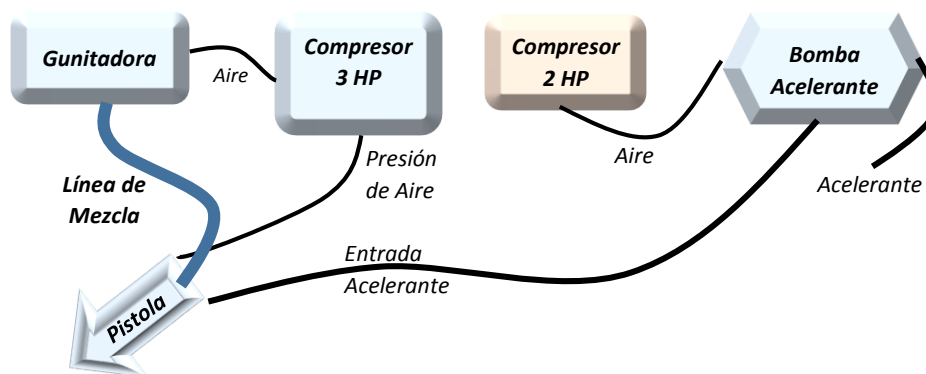 Gunitadora
Aire
Compresor
3 HP
Compresor
2 HP
Bomba
Acelerante
Aire
Presión
de Aire
Acelerante
Línea de
Mezcla
Entrada
Acelerante
Pistola